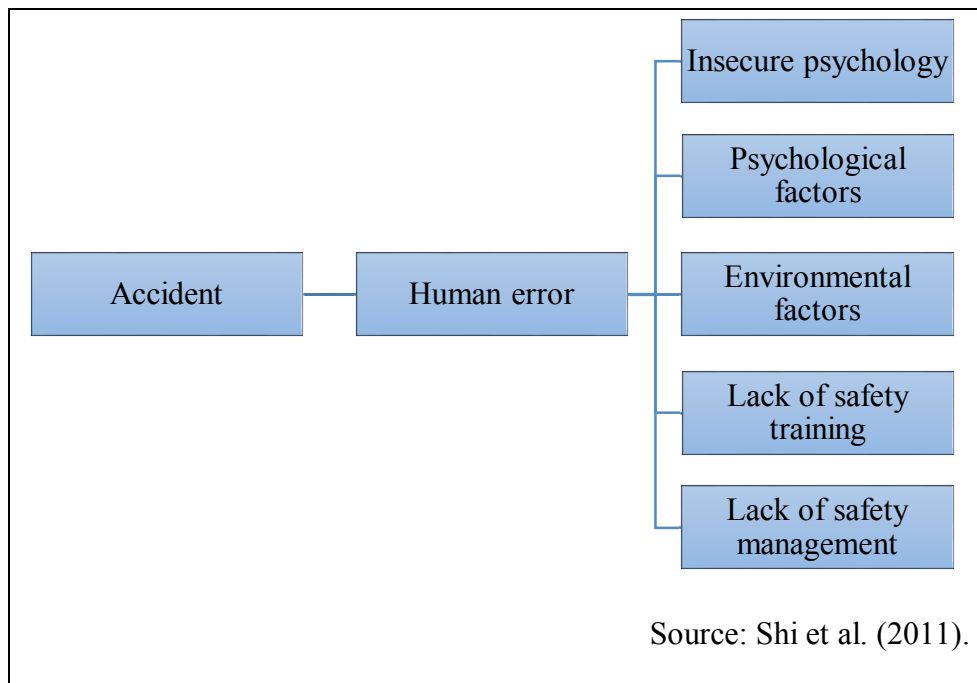 Insecure psychology
Psychological
factors
Accident
Human error
Environmental
factors
Lack of safety
training
Lack of safety
management
Source: Shi et al. (2011).